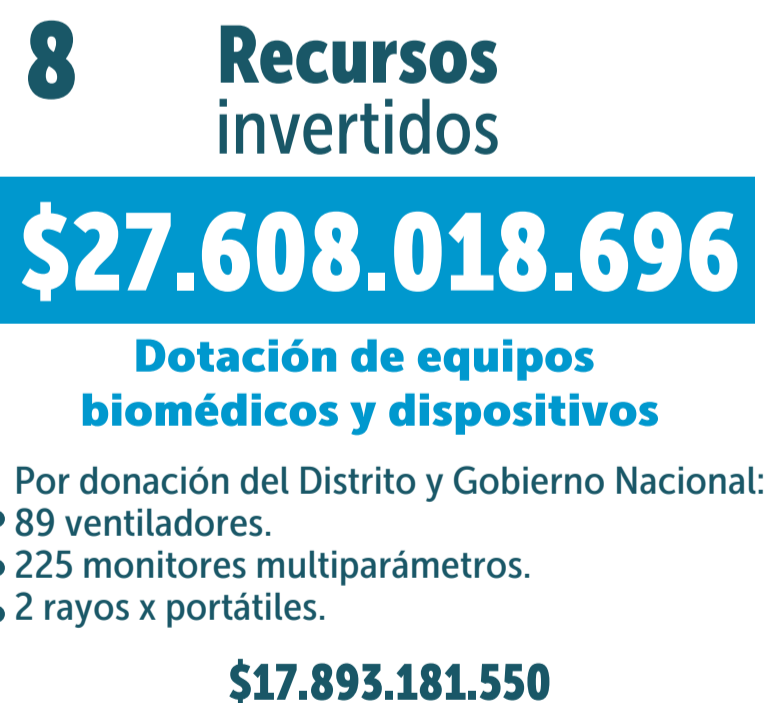 8
Recursos
invertidos
$27.608.018.696
Dotación de equipos
biomédicos y dispositivos
Por donación del Distrito y Gobierno Nacional:
• 89 ventiladores.
• 225 monitores multiparámetros.
• 2 rayos x portátiles.
$17.893.181.550